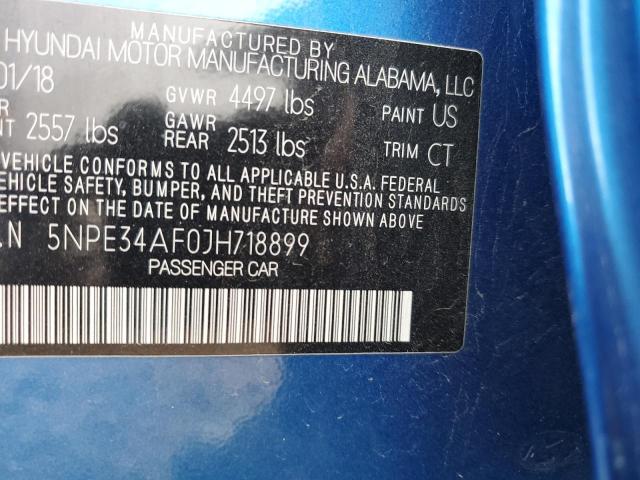 MANUFACTURED BY
HYUNDAI MOTOR MANUFACTURING ALABAMA, LLC
01/18 GVWR 4497 lbs PAINT US
2557 lbs GAWR REAR 2513 lbs TRIM CT
VEHICLE CONFORMS TO ALL APPLICABLE U.S.A. FEDERAL
VEHICLE SAFETY, BUMPER, AND THEFT PREVENTION STANDARDS
EFFECT ON THE DATE OF MANUFACTURE SHOWN ABOVE.
.N 5NPE34AF0JH718899
PASSENGER CAR